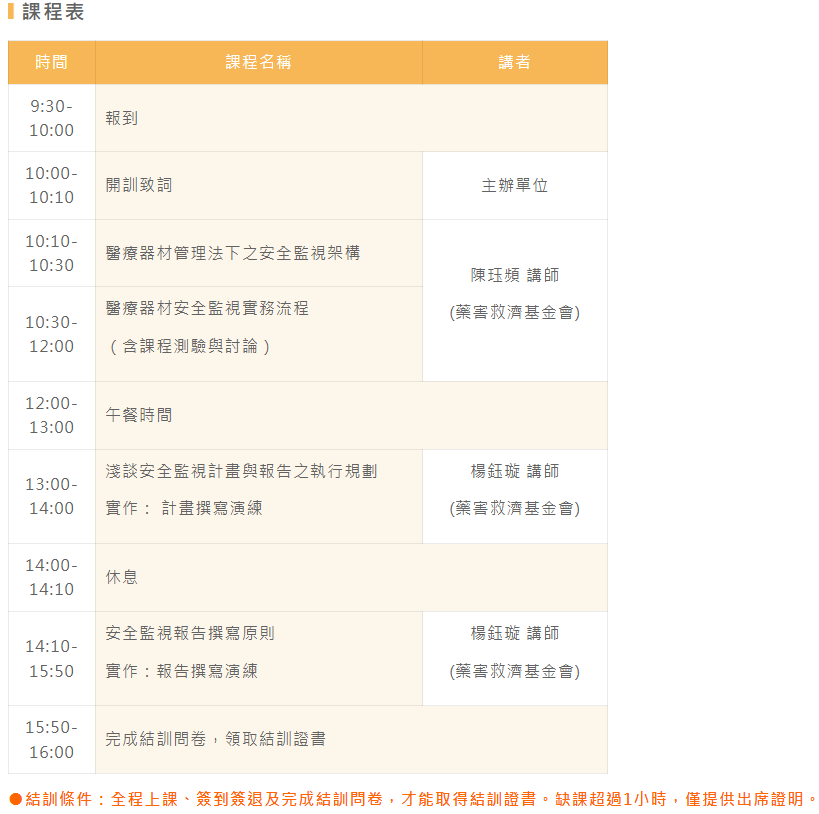 課程表
時間 課程名稱 講者
9:30-
10:00
報到
10:00-
10:10
開訓致詞
主辦單位
10:10-
10:30
醫療器材管理法下之安全監視架構
陳珏頻 講師
(藥害救濟基金會)
10:30-
12:00
醫療器材安全監視實務流程
(含課程測驗與討論)
12:00-
13:00
午餐時間
13:00-
14:00
淺談安全監視計畫與報告之執行規劃
實作: 計畫撰寫演練
楊鈺璇 講師
(藥害救濟基金會)
14:00-
14:10
休息
14:10-
15:50
安全監視報告撰寫原則
實作:報告撰寫演練
楊鈺璇 講師
(藥害救濟基金會)
15:50-
16:00
完成結訓問卷,領取結訓證書
●結訓條件:全程上課、簽到簽退及完成結訓問卷,才能取得結訓證書。缺課超過1小時,僅提供出席證明。